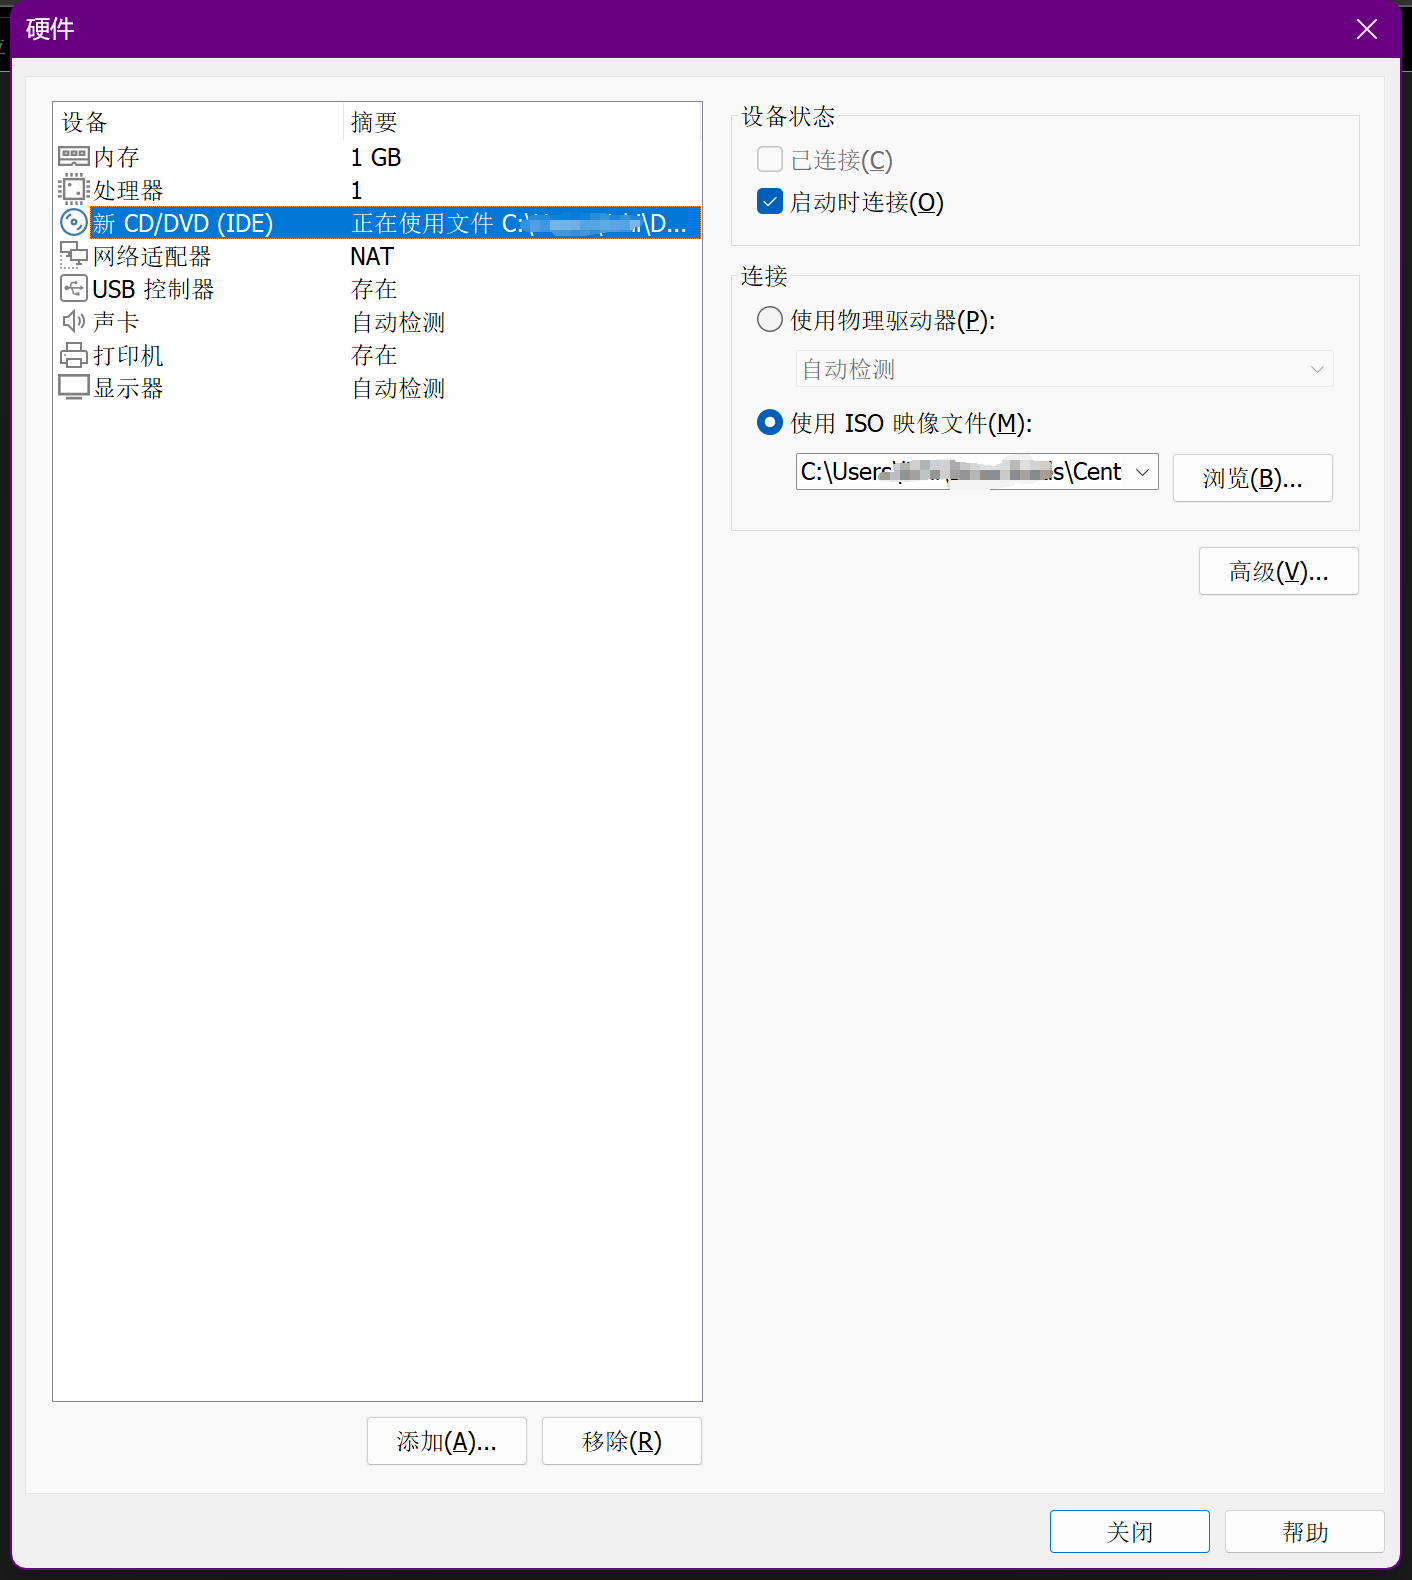 硬件
设备 摘要
内存 1 GB
处理器 1
新 CD/DVD (IDE) 正在使用文件 C:\ \D...
网络适配器 NAT
USB 控制器 存在
声卡 自动检测
打印机 存在
显示器 自动检测
添加(A)... 移除(R)
设备状态
已连接(C)
启动时连接(O)
连接
使用物理驱动器(P):
自动检测
使用 ISO 映像文件(M):
C:\Users\ \Cent
浏览(B)...
高级(V)...
关闭 帮助